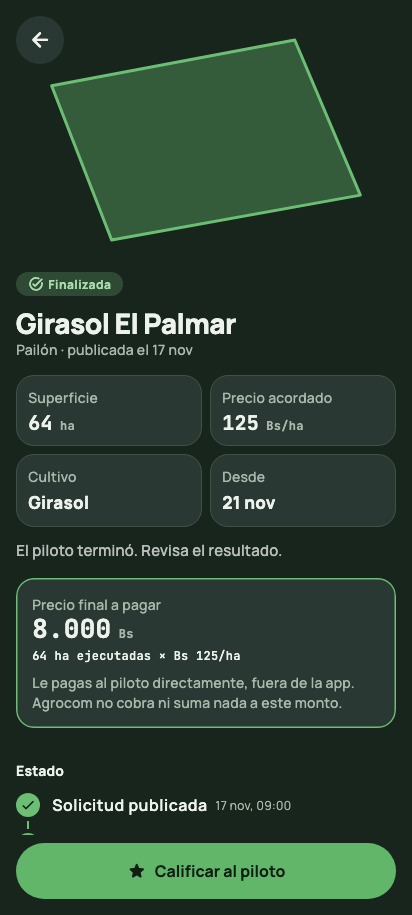 Finalizada
Girasol El Palmar
Pailón · publicada el 17 nov
Superficie
64 ha
Precio acordado
125 Bs/ha
Cultivo
Girasol
Desde
21 nov
El piloto terminó. Revisa el resultado.
Precio final a pagar
8.000 Bs
64 ha ejecutadas × Bs 125/ha
Le pagas al piloto directamente, fuera de la app.
Agrocom no cobra ni suma nada a este monto.
Estado
Solicitud publicada 17 nov, 09:00
Calificar al piloto